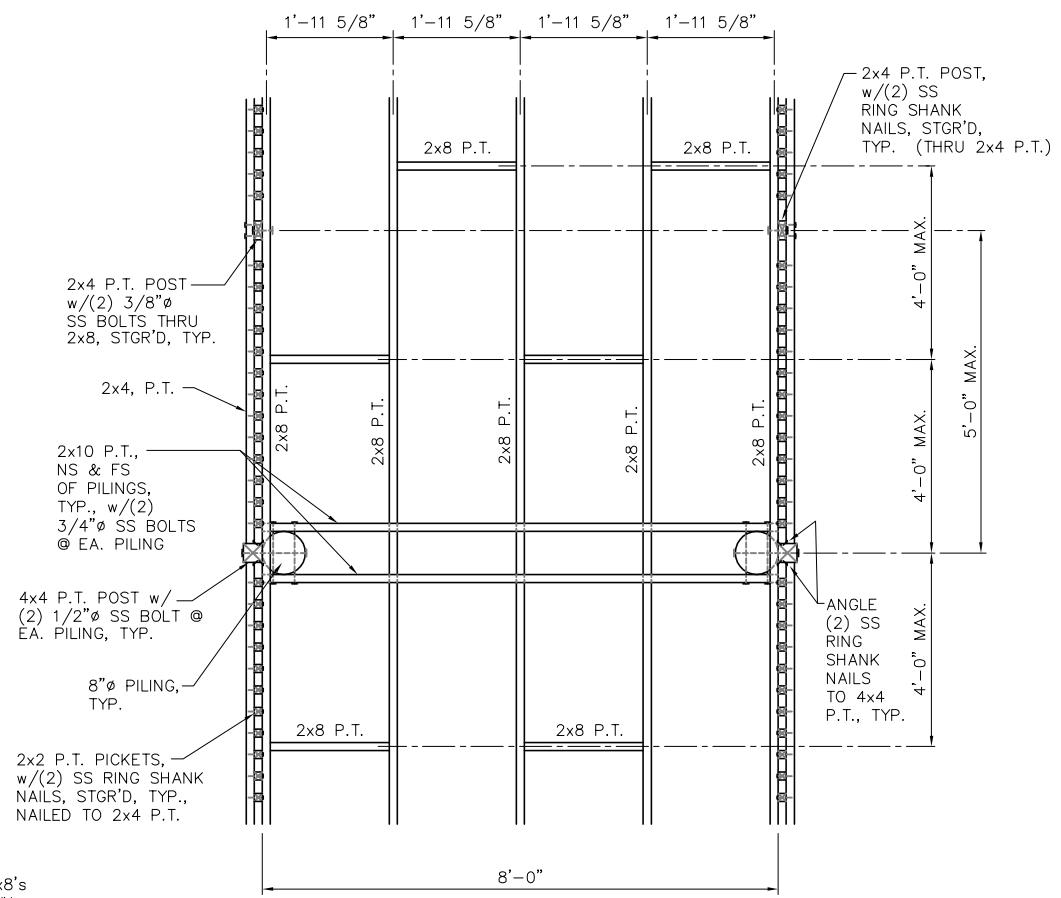 1'-11 5/8" 1'-11 5/8" 1'-11 5/8" 1'-11 5/8"
2x4 P.T. POST,
w/(2) SS
RING SHANK
NAILS, STGR'D,
TYP. (THRU 2x4 P.T.)
2x8 P.T.
2x8 P.T.
4'-0" MAX.
2x4 P.T. POST
w/(2) 3/8"ø
SS BOLTS THRU
2x8, STGR'D, TYP.
5'-0" MAX.
2x4, P.T.
2x8 P.T.
2x8 P.T.
2x8 P.T.
2x8 P.T.
2x8 P.T.
4'-0" MAX.
2x10 P.T.,
NS & FS
OF PILINGS,
TYP., w/(2)
3/4"ø SS BOLTS
@ EA. PILING
4x4 P.T. POST w/
(2) 1/2"ø SS BOLT @
EA. PILING, TYP.
ANGLE
(2) SS
RING
SHANK
NAILS
TO 4x4
P.T., TYP.
4'-0" MAX.
8"ø PILING,
TYP.
2x8 P.T.
2x8 P.T.
2x2 P.T. PICKETS,
w/(2) SS RING SHANK
NAILS, STGR'D, TYP.,
NAILED TO 2x4 P.T.
8'-0"
x8's